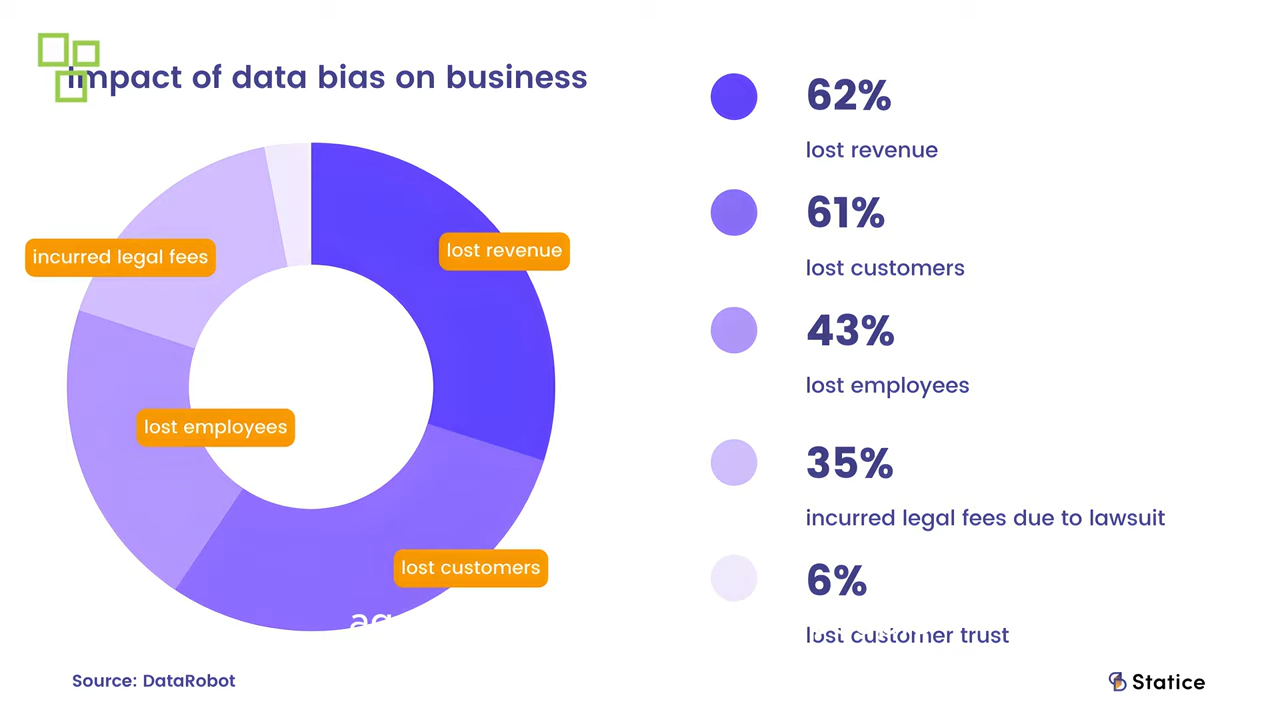 Impact of data bias on business
incurred legal fees
lost revenue
lost employees
lost customers
62%
lost revenue
61%
lost customers
43%
lost employees
35%
incurred legal fees due to lawsuit
6%
lost customer trust
Source: DataRobot
Statice